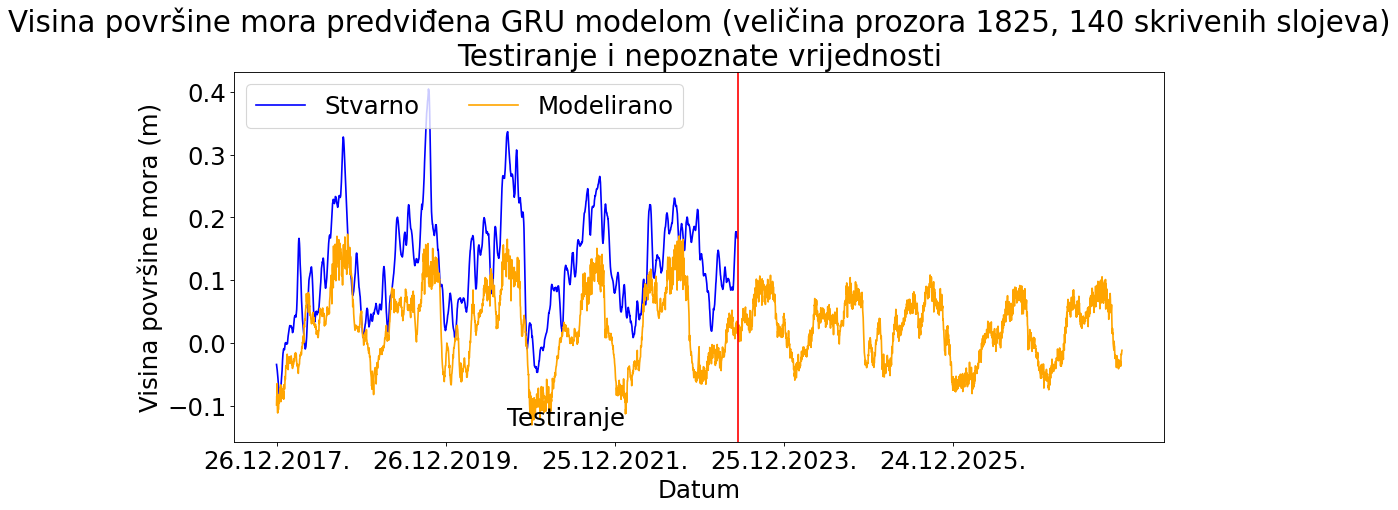 Visina površine mora predviđena GRU modelom (veličina prozora 1825, 140 skrivenih slojeva)
Testiranje i nepoznate vrijednosti
Stvarno Modelirano
Visina površine mora (m)
0.4
0.3
0.2
0.1
0.0
−0.1
Testiranje
26.12.2017. 26.12.2019. 25.12.2021. 25.12.2023. 24.12.2025.
Datum